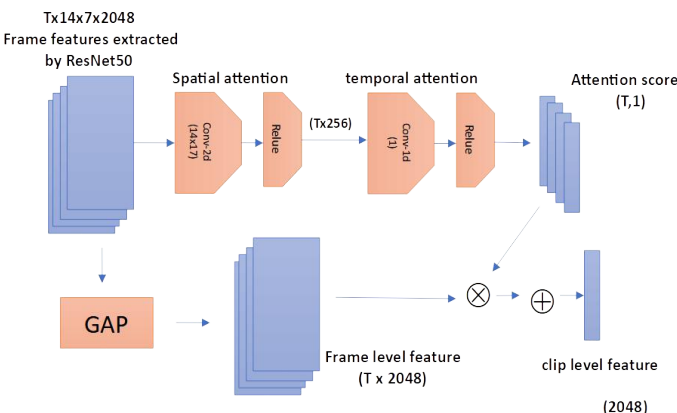 Tx14x7x2048
Frame features extracted
by ResNet50
Spatial attention
temporal attention
Attention score
(T,1)
Conv-2d
(14x17)
Relue
(Tx256)
Conv-1d
(1)
Relue
GAP
Frame level feature
(T x 2048)
clip level feature
(2048)